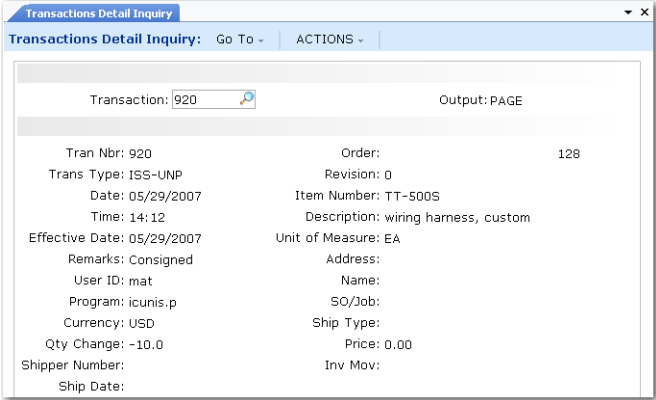 Transactions Detail Inquiry
Transactions Detail Inquiry: Go To ACTIONS
Transaction: 920 Output: PAGE
Tran Nbr: 920 Order: 128
Trans Type: ISS-UNP Revision: 0
Date: 05/29/2007 Item Number: TT-500S
Time: 14:12 Description: wiring harness, custom
Effective Date: 05/29/2007 Unit of Measure: EA
Remarks: Consigned Address:
User ID: mat Name:
Program: icunis.p SO/Job:
Currency: USD Ship Type:
Qty Change: -10.0 Price: 0.00
Shipper Number: Inv Mov:
Ship Date: